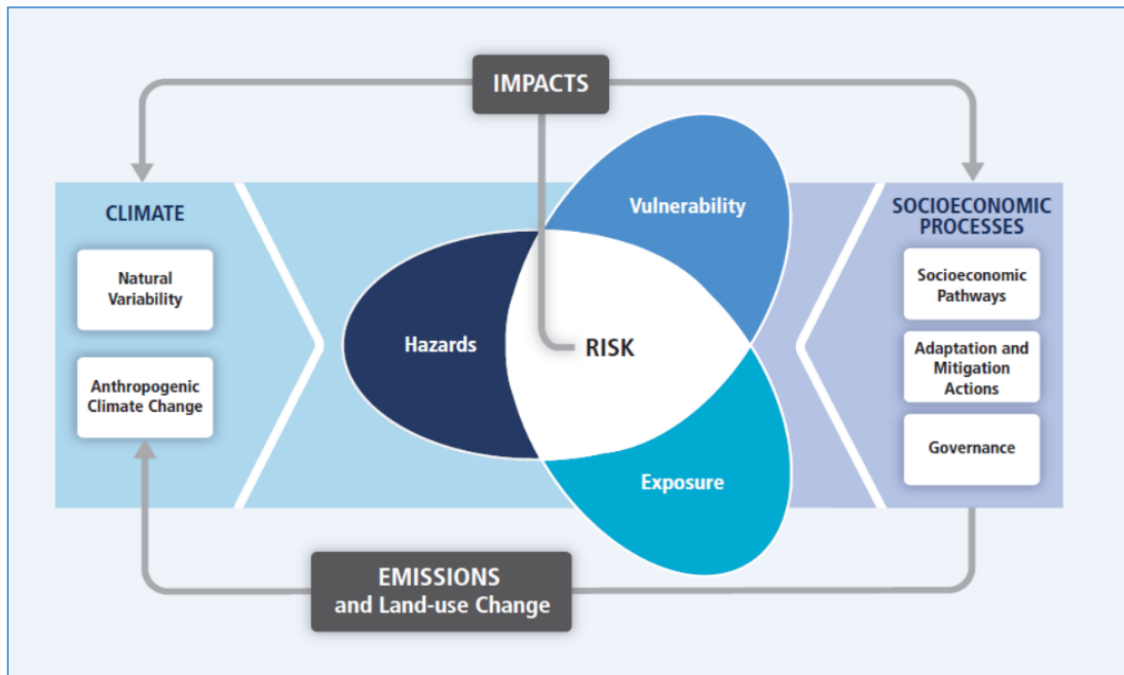 IMPACTS
CLIMATE
Natural
Variability
Anthropogenic
Climate Change
Vulnerability
Hazards
RISK
Exposure
SOCIOECONOMIC
PROCESSES
Socioeconomic
Pathways
Adaptation and
Mitigation
Actions
Governance
EMISSIONS
and Land-use Change